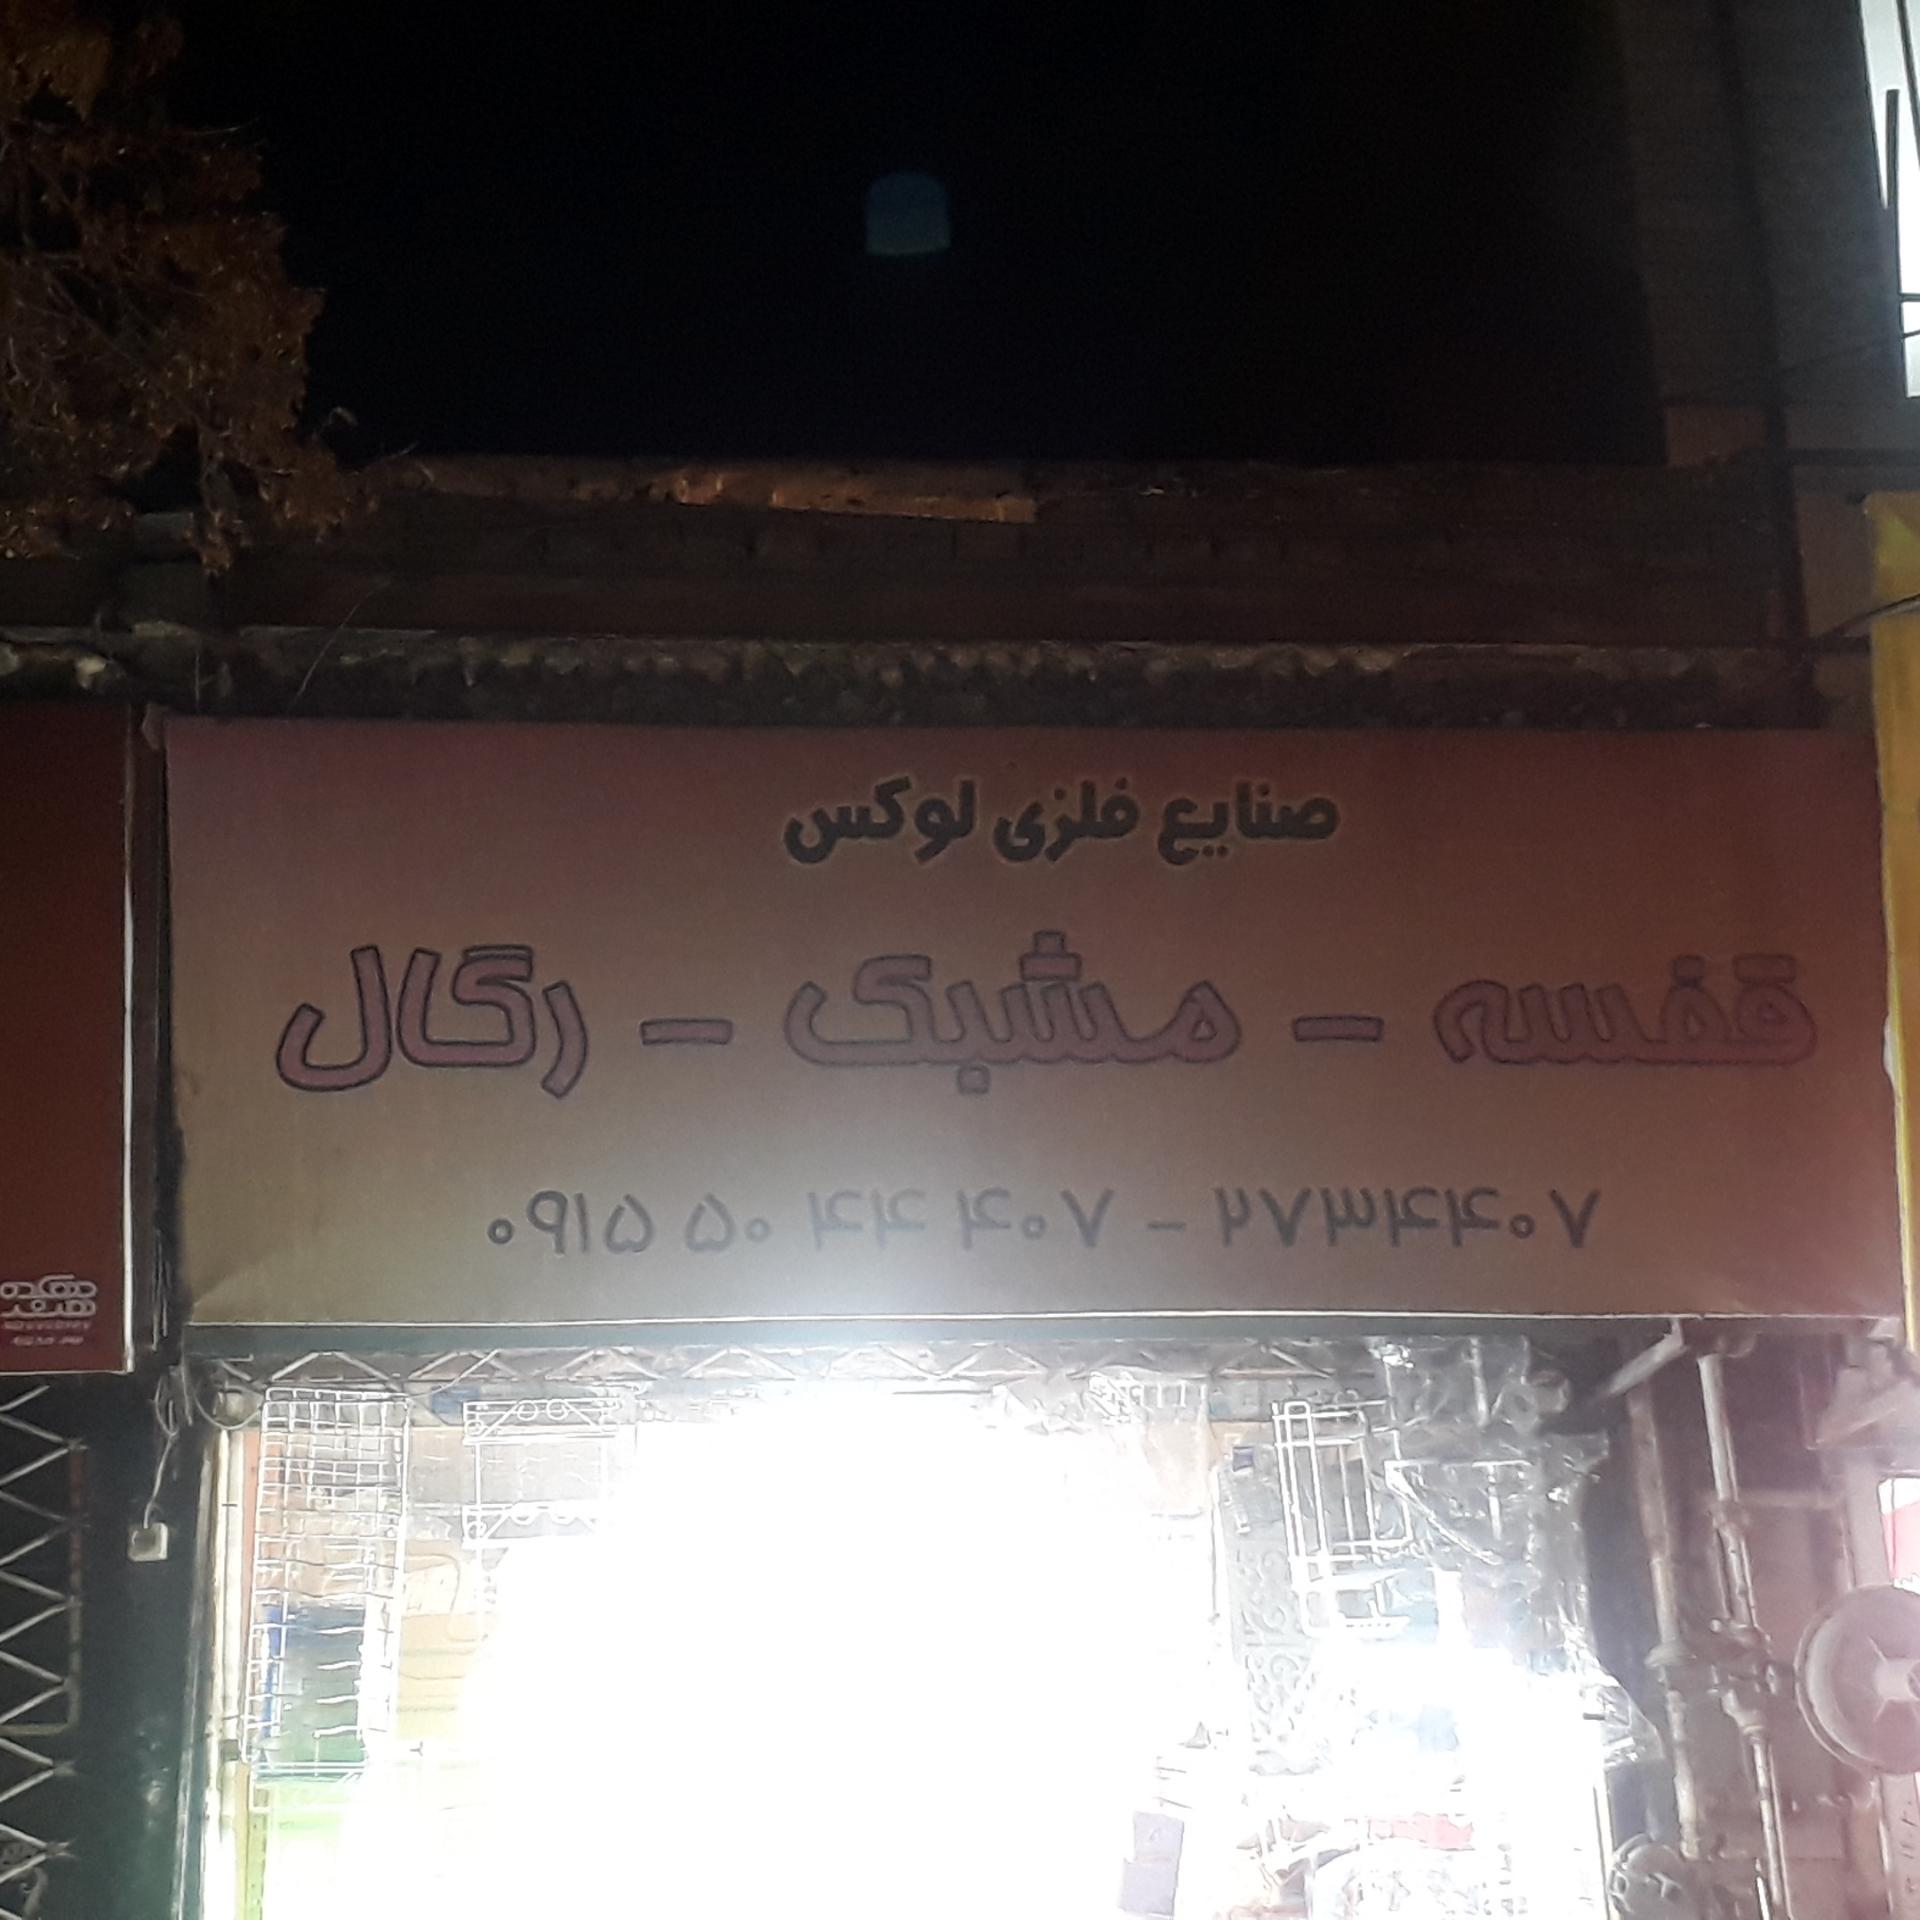 صنایع فلزی لوکس
قفسه - مشبک - رگال
۰۹۱۵ ۵۰ ۴۴ ۴۰۷ - ۲۷۳۴۴۰۷